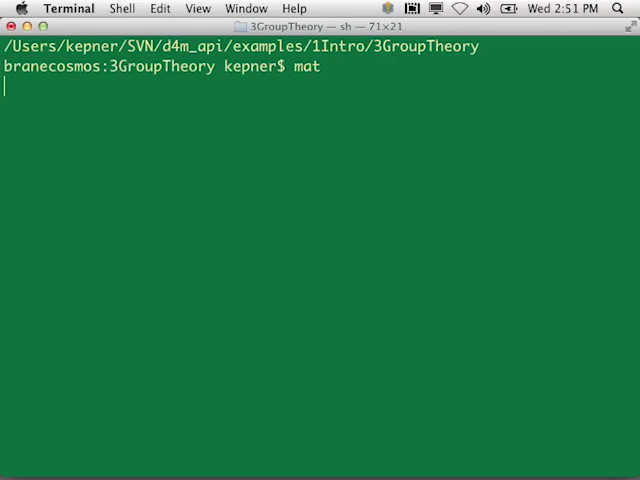 Terminal Shell Edit View Window Help Wed 2:51 PM
3GroupTheory — sh — 71×21
/Users/kepner/SVN/d4m_api/examples/1Intro/3GroupTheory
branecosmos:3GroupTheory kepner$ mat